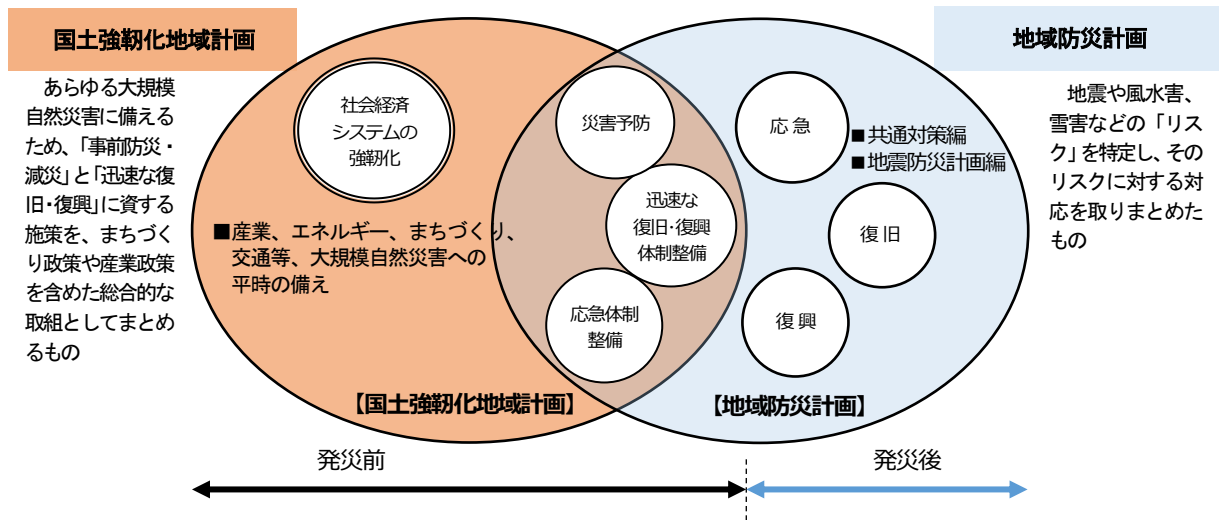 国土強靭化地域計画
あらゆる大規模
自然災害に備える
ため、「事前防災・
減災」と「迅速な復
旧・復興」に資する
施策を、まちづく
り政策や産業政策
を含めた総合的な
取組としてまとめ
るもの
社会経済
システムの
強靭化
■産業、エネルギー、まちづくり、
交通等、大規模自然災害への
平時の備え
【国土強靭化地域計画】
災害予防
迅速な
復旧・復興
体制整備
応急体制
整備
応 急
■共通対策編
■地震防災計画編
復 旧
復 興
【地域防災計画】
地域防災計画
地震や風水害、
雪害などの「リス
ク」を特定し、その
リスクに対する対
応を取りまとめた
もの
発災前
発災後